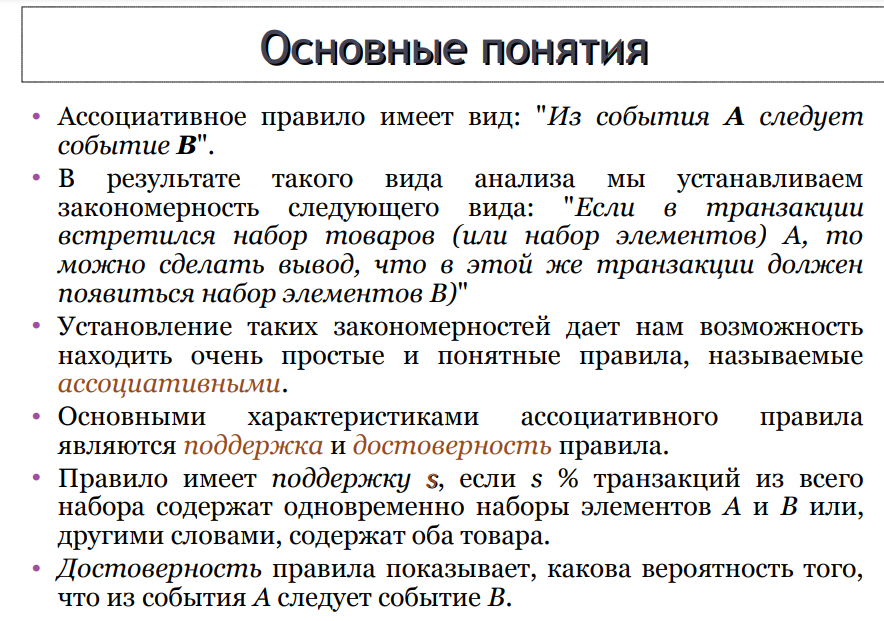 Основные понятия
• Ассоциативное правило имеет вид: "Из события A следует
событие B".
• В результате такого вида анализа мы устанавливаем
закономерность следующего вида: "Если в транзакции
встретился набор товаров (или набор элементов) A, то
можно сделать вывод, что в этой же транзакции должен
появиться набор элементов B)"
• Установление таких закономерностей дает нам возможность
находить очень простые и понятные правила, называемые
ассоциативными.
• Основными характеристиками ассоциативного правила
являются поддержка и достоверность правила.
• Правило имеет поддержку s, если s % транзакций из всего
набора содержат одновременно наборы элементов A и B или,
другими словами, содержат оба товара.
• Достоверность правила показывает, какова вероятность того,
что из события A следует событие B.